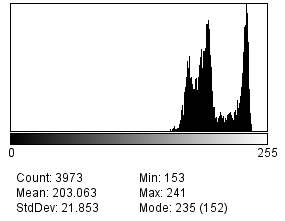 0 255
Count: 3973 Min: 153
Mean: 203.063 Max: 241
StdDev: 21.853 Mode: 235 (152)